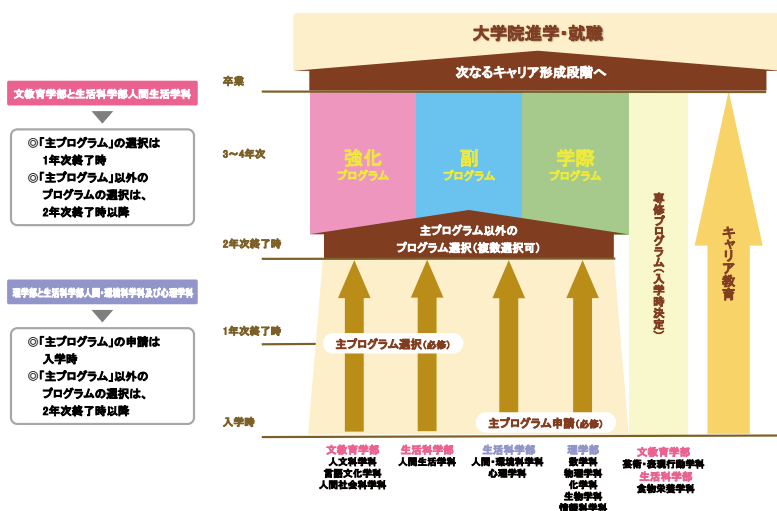 大学院進学・就職
次なるキャリア形成段階へ
卒業
文教育学部と生活科学部人間生活学科
◎「主プログラム」の選択は
1年次終了時
◎「主プログラム」以外の
プログラムの選択は、
2年次終了時以降
3〜4年次
強化
プログラム
副
プログラム
学際
プログラム
専修プログラム(入学時決定)
キャリア教育
2年次終了時
主プログラム以外の
プログラム選択(複数選択可)
理学部と生活科学部人間・環境科学科及び心理学科
◎「主プログラム」の申請は
入学時
◎「主プログラム」以外の
プログラムの選択は、
2年次終了時以降
1年次終了時
主プログラム選択(必修)
入学時
主プログラム申請(必修)
文教育学部
人文科学科
言語文化学科
人間社会科学科
生活科学部
人間生活学科
生活科学部
人間・環境科学科
心理学科
理学部
数学科
物理学科
化学科
生物学科
情報科学科
文教育学部
芸術・表現行動学科
生活科学部
食物栄養学科